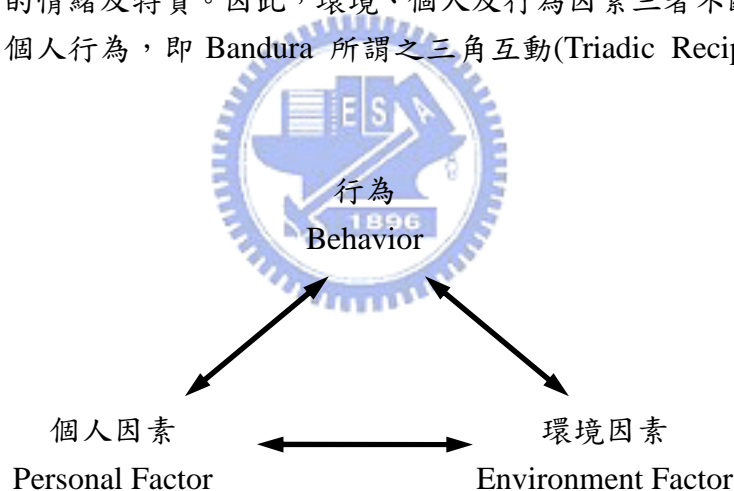 的情緒及特質。因此，環境、個人及行為因素三者不
個人行為，即 Bandura 所謂之三角互動(Triadic Recip
ESA
行為
1896
Behavior
個人因素
環境因素
Personal Factor
Environment Factor